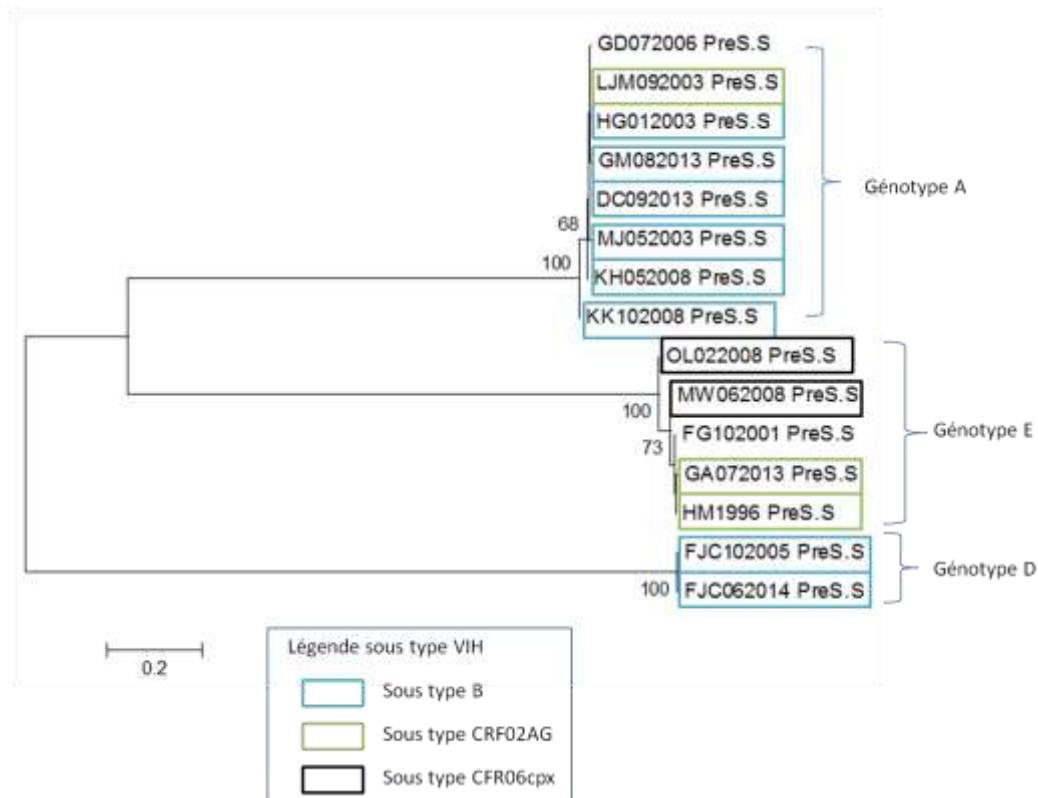 GD072006 PreS.S
LJM092003 PreS.S
HG012003 PreS.S
GM082013 PreS.S
DC092013 PreS.S
Génotype A
68
MJ052003 PreS.S
100
KH052008 PreS.S
KK102008 PreS.S
OL022008 PreS.S
MW062008 PreS.S
100
FG102001 PreS.S
Génotype E
73
GA072013 PreS.S
HM1996 PreS.S
FJC102005 PreS.S
Génotype D
100
FJC062014 PreS.S
0.2
Légende sous type VIH
Sous type B
Sous type CRF02AG
Sous type CFR06cpx